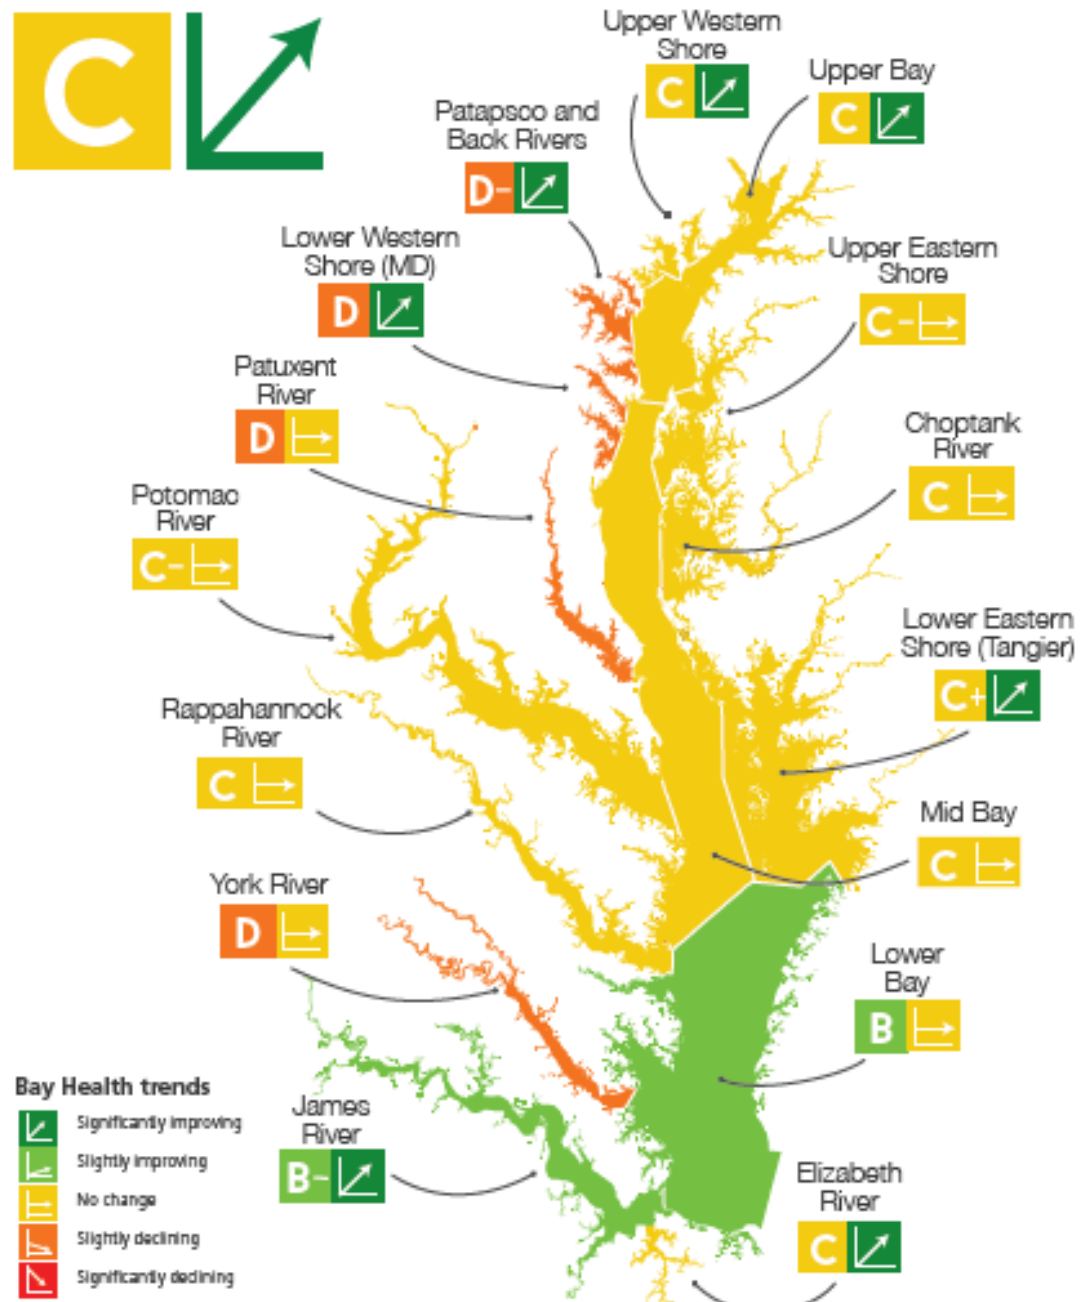 C
Upper Western
Shore
C
Upper Bay
C
Patapsco and
Back Rivers
D-
Lower Western
Shore (MD)
D
Upper Eastern
Shore
C-
Patuxent
River
D
Choptank
River
C
Potomac
River
C-
Lower Eastern
Shore (Tangier)
C+
Rappahannock
River
C
Mid Bay
C
York River
D
Lower
Bay
B
Bay Health trends
Significantly improving
Slightly improving
No change
Slightly declining
Significantly declining
James
River
B-
Elizabeth
River
C